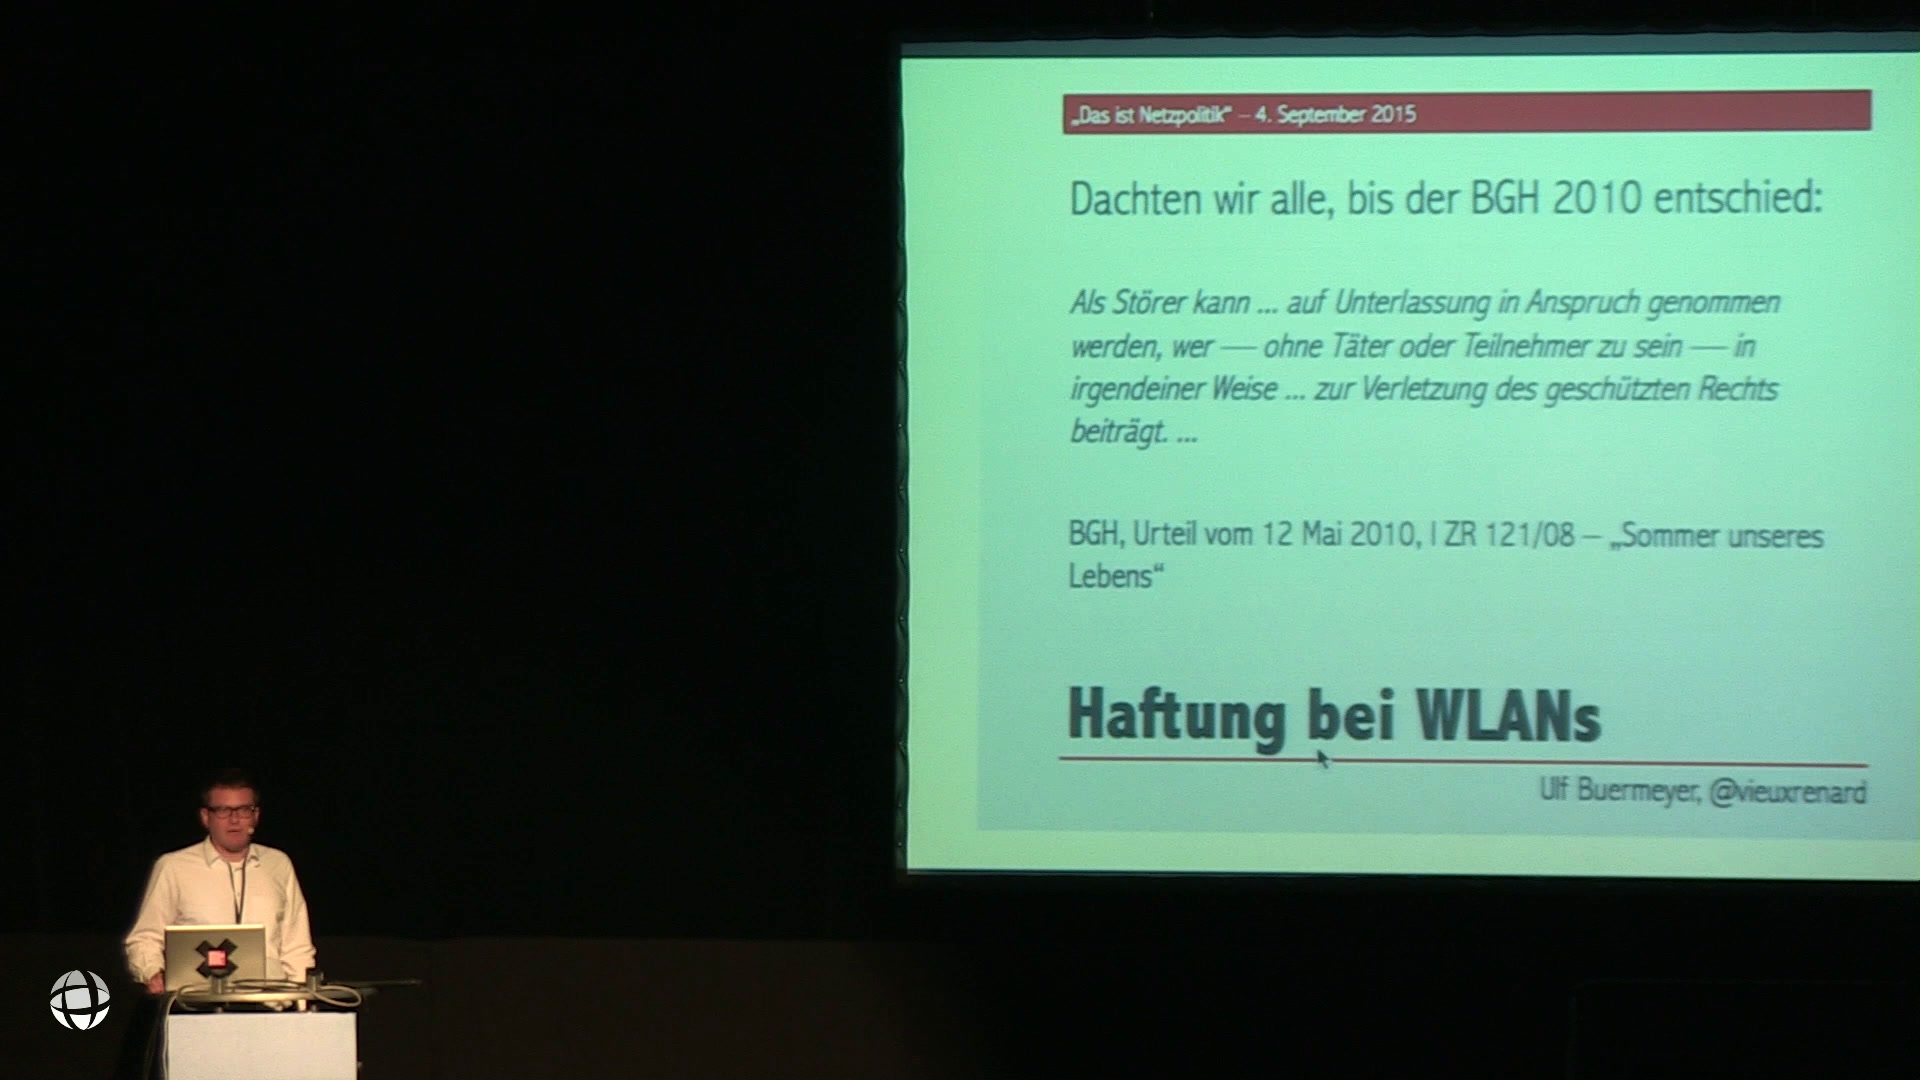 „Das ist Netzpolitik“ – 4. September 2015
Dachten wir alle, bis der BGH 2010 entschied:
Als Störer kann ... auf Unterlassung in Anspruch genommen
werden, wer — ohne Täter oder Teilnehmer zu sein — in
irgendeiner Weise ... zur Verletzung des geschützten Rechts
beiträgt. ...
BGH, Urteil vom 12 Mai 2010, I ZR 121/08 – „Sommer unseres
Lebens“
Haftung bei WLANs
Ulf Buermeyer, @vieuxrenard